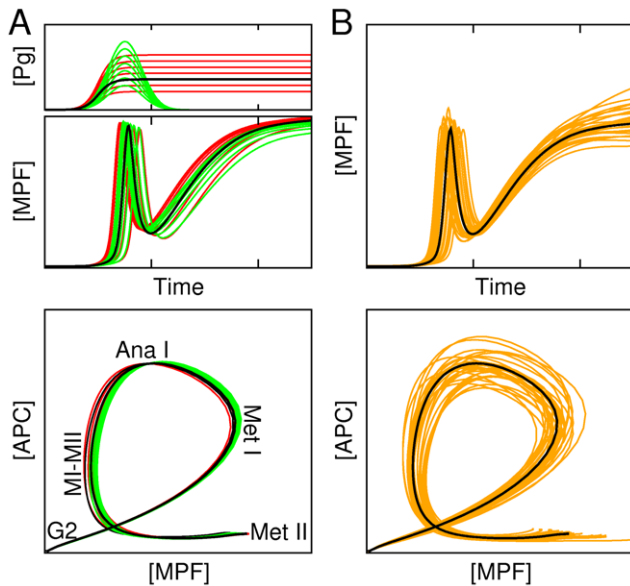 A
B
[Pg]
[MPF]
[MPF]
Time
Time
Ana I
[APC]
MI-MII
Met I
G2
Met II
[MPF]
[APC]
[MPF]